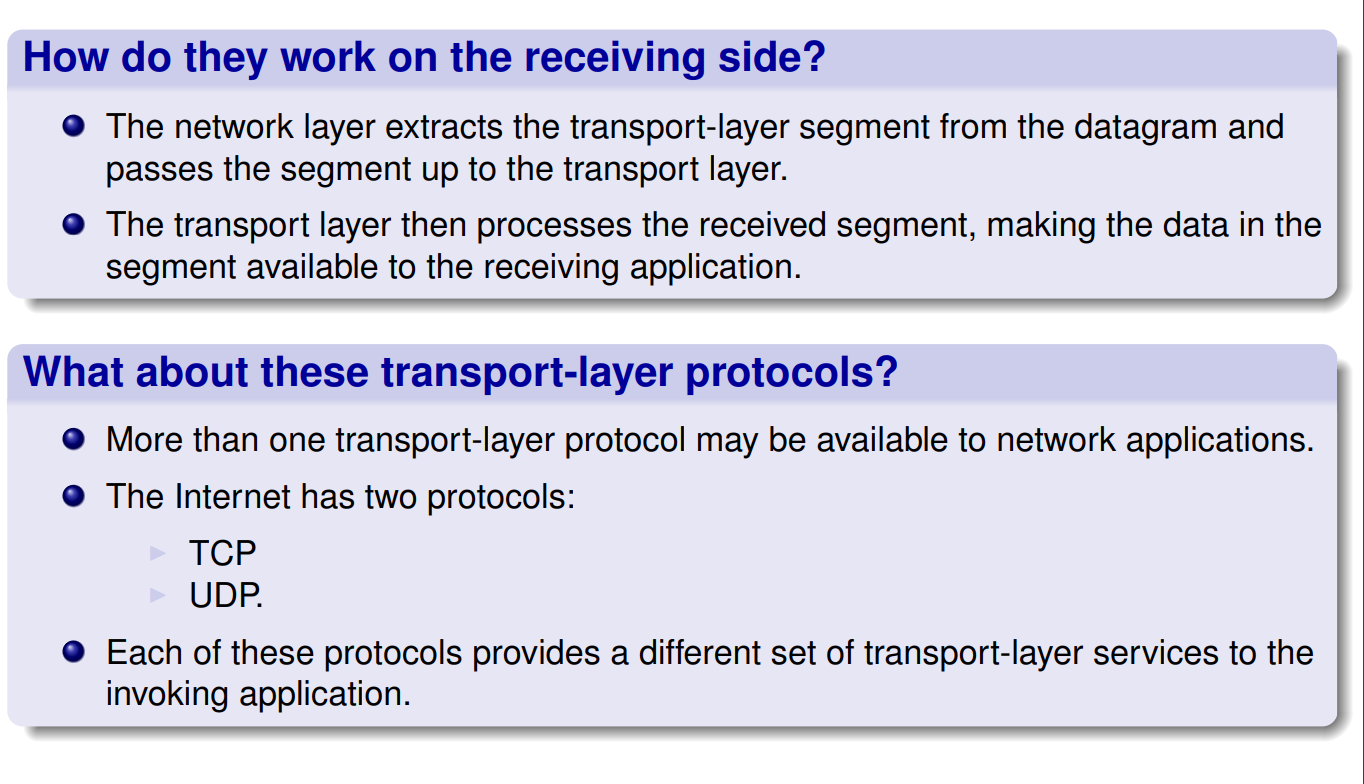 How do they work on the receiving side?
The network layer extracts the transport-layer segment from the datagram and
passes the segment up to the transport layer.
The transport layer then processes the received segment, making the data in the
segment available to the receiving application.
What about these transport-layer protocols?
More than one transport-layer protocol may be available to network applications.
The Internet has two protocols:
TCP
UDP.
Each of these protocols provides a different set of transport-layer services to the
invoking application.